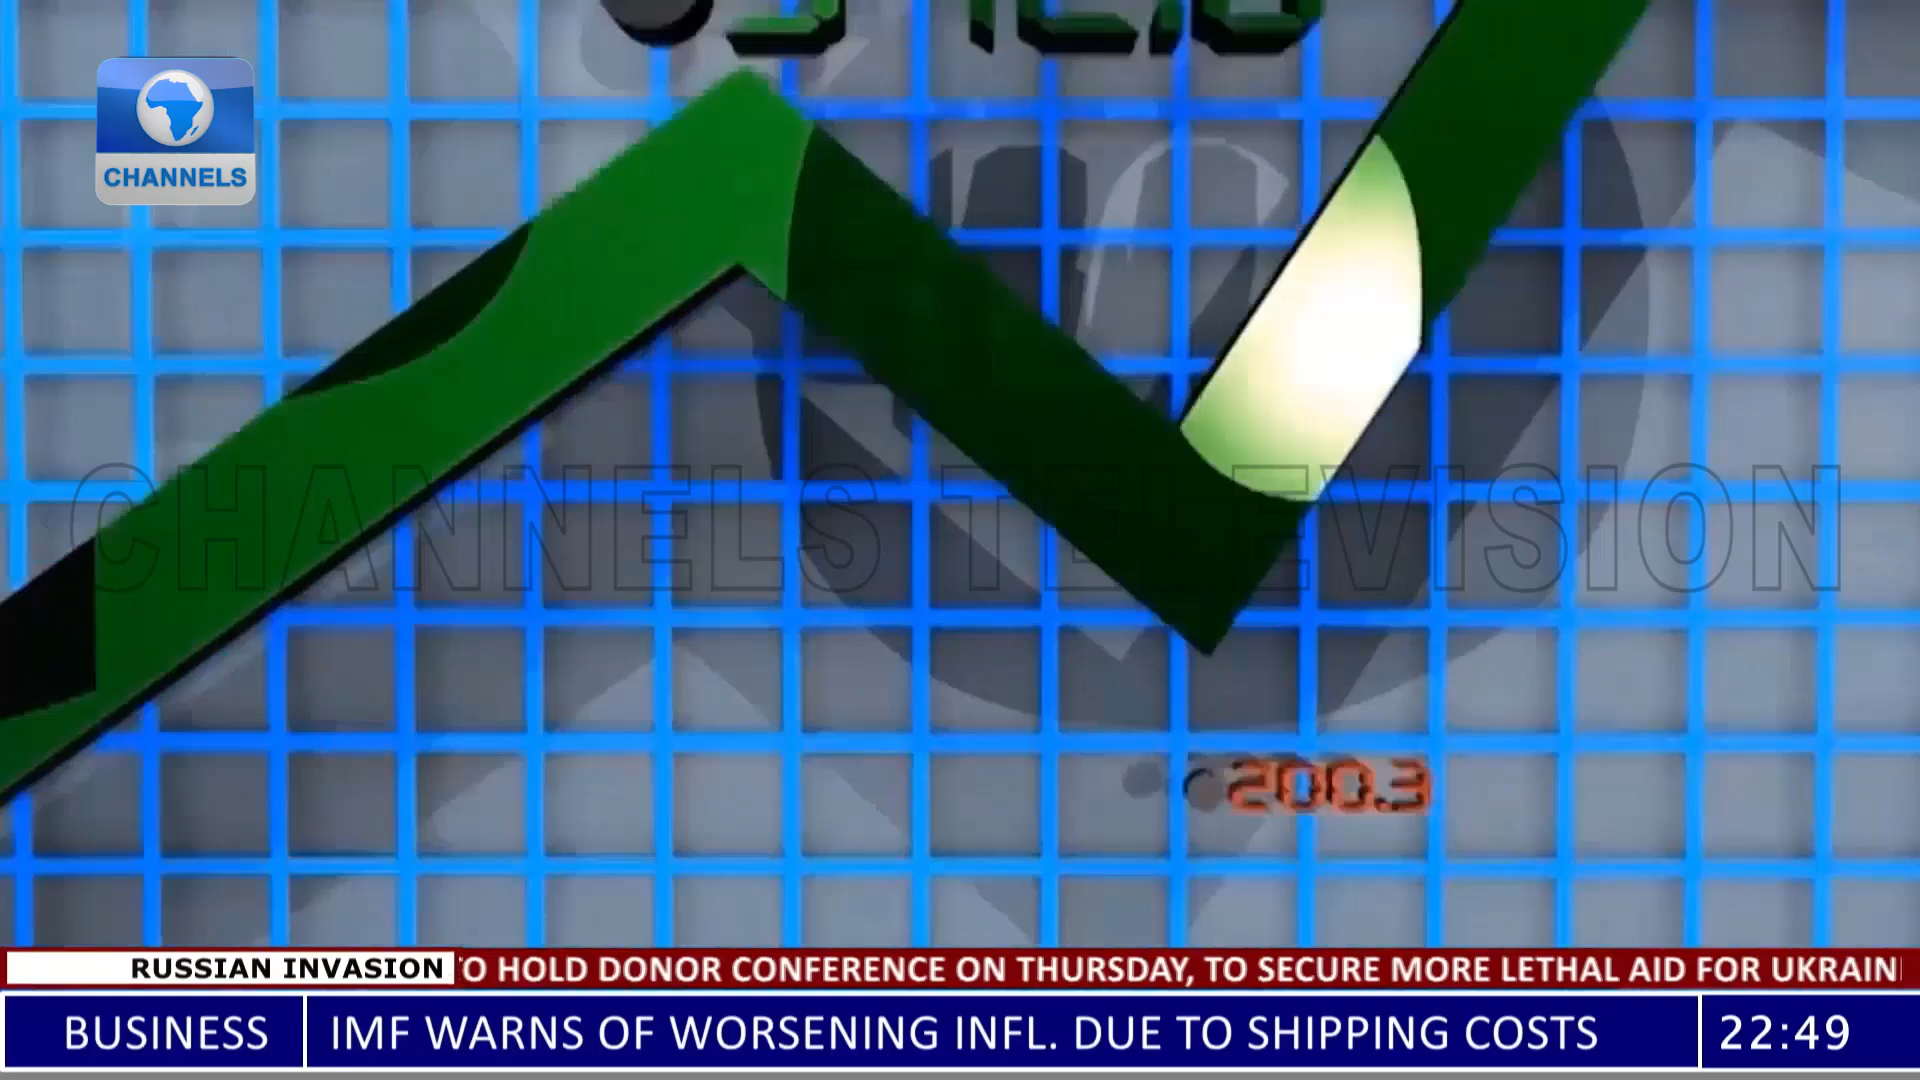 CHANNELS
CHANNELS TELEVISION
200.3
RUSSIAN INVASION
TO HOLD DONOR CONFERENCE ON THURSDAY, TO SECURE MORE LETHAL AID FOR UKRAIN
BUSINESS
IMF WARNS OF WORSENING INFL. DUE TO SHIPPING COSTS
22:49